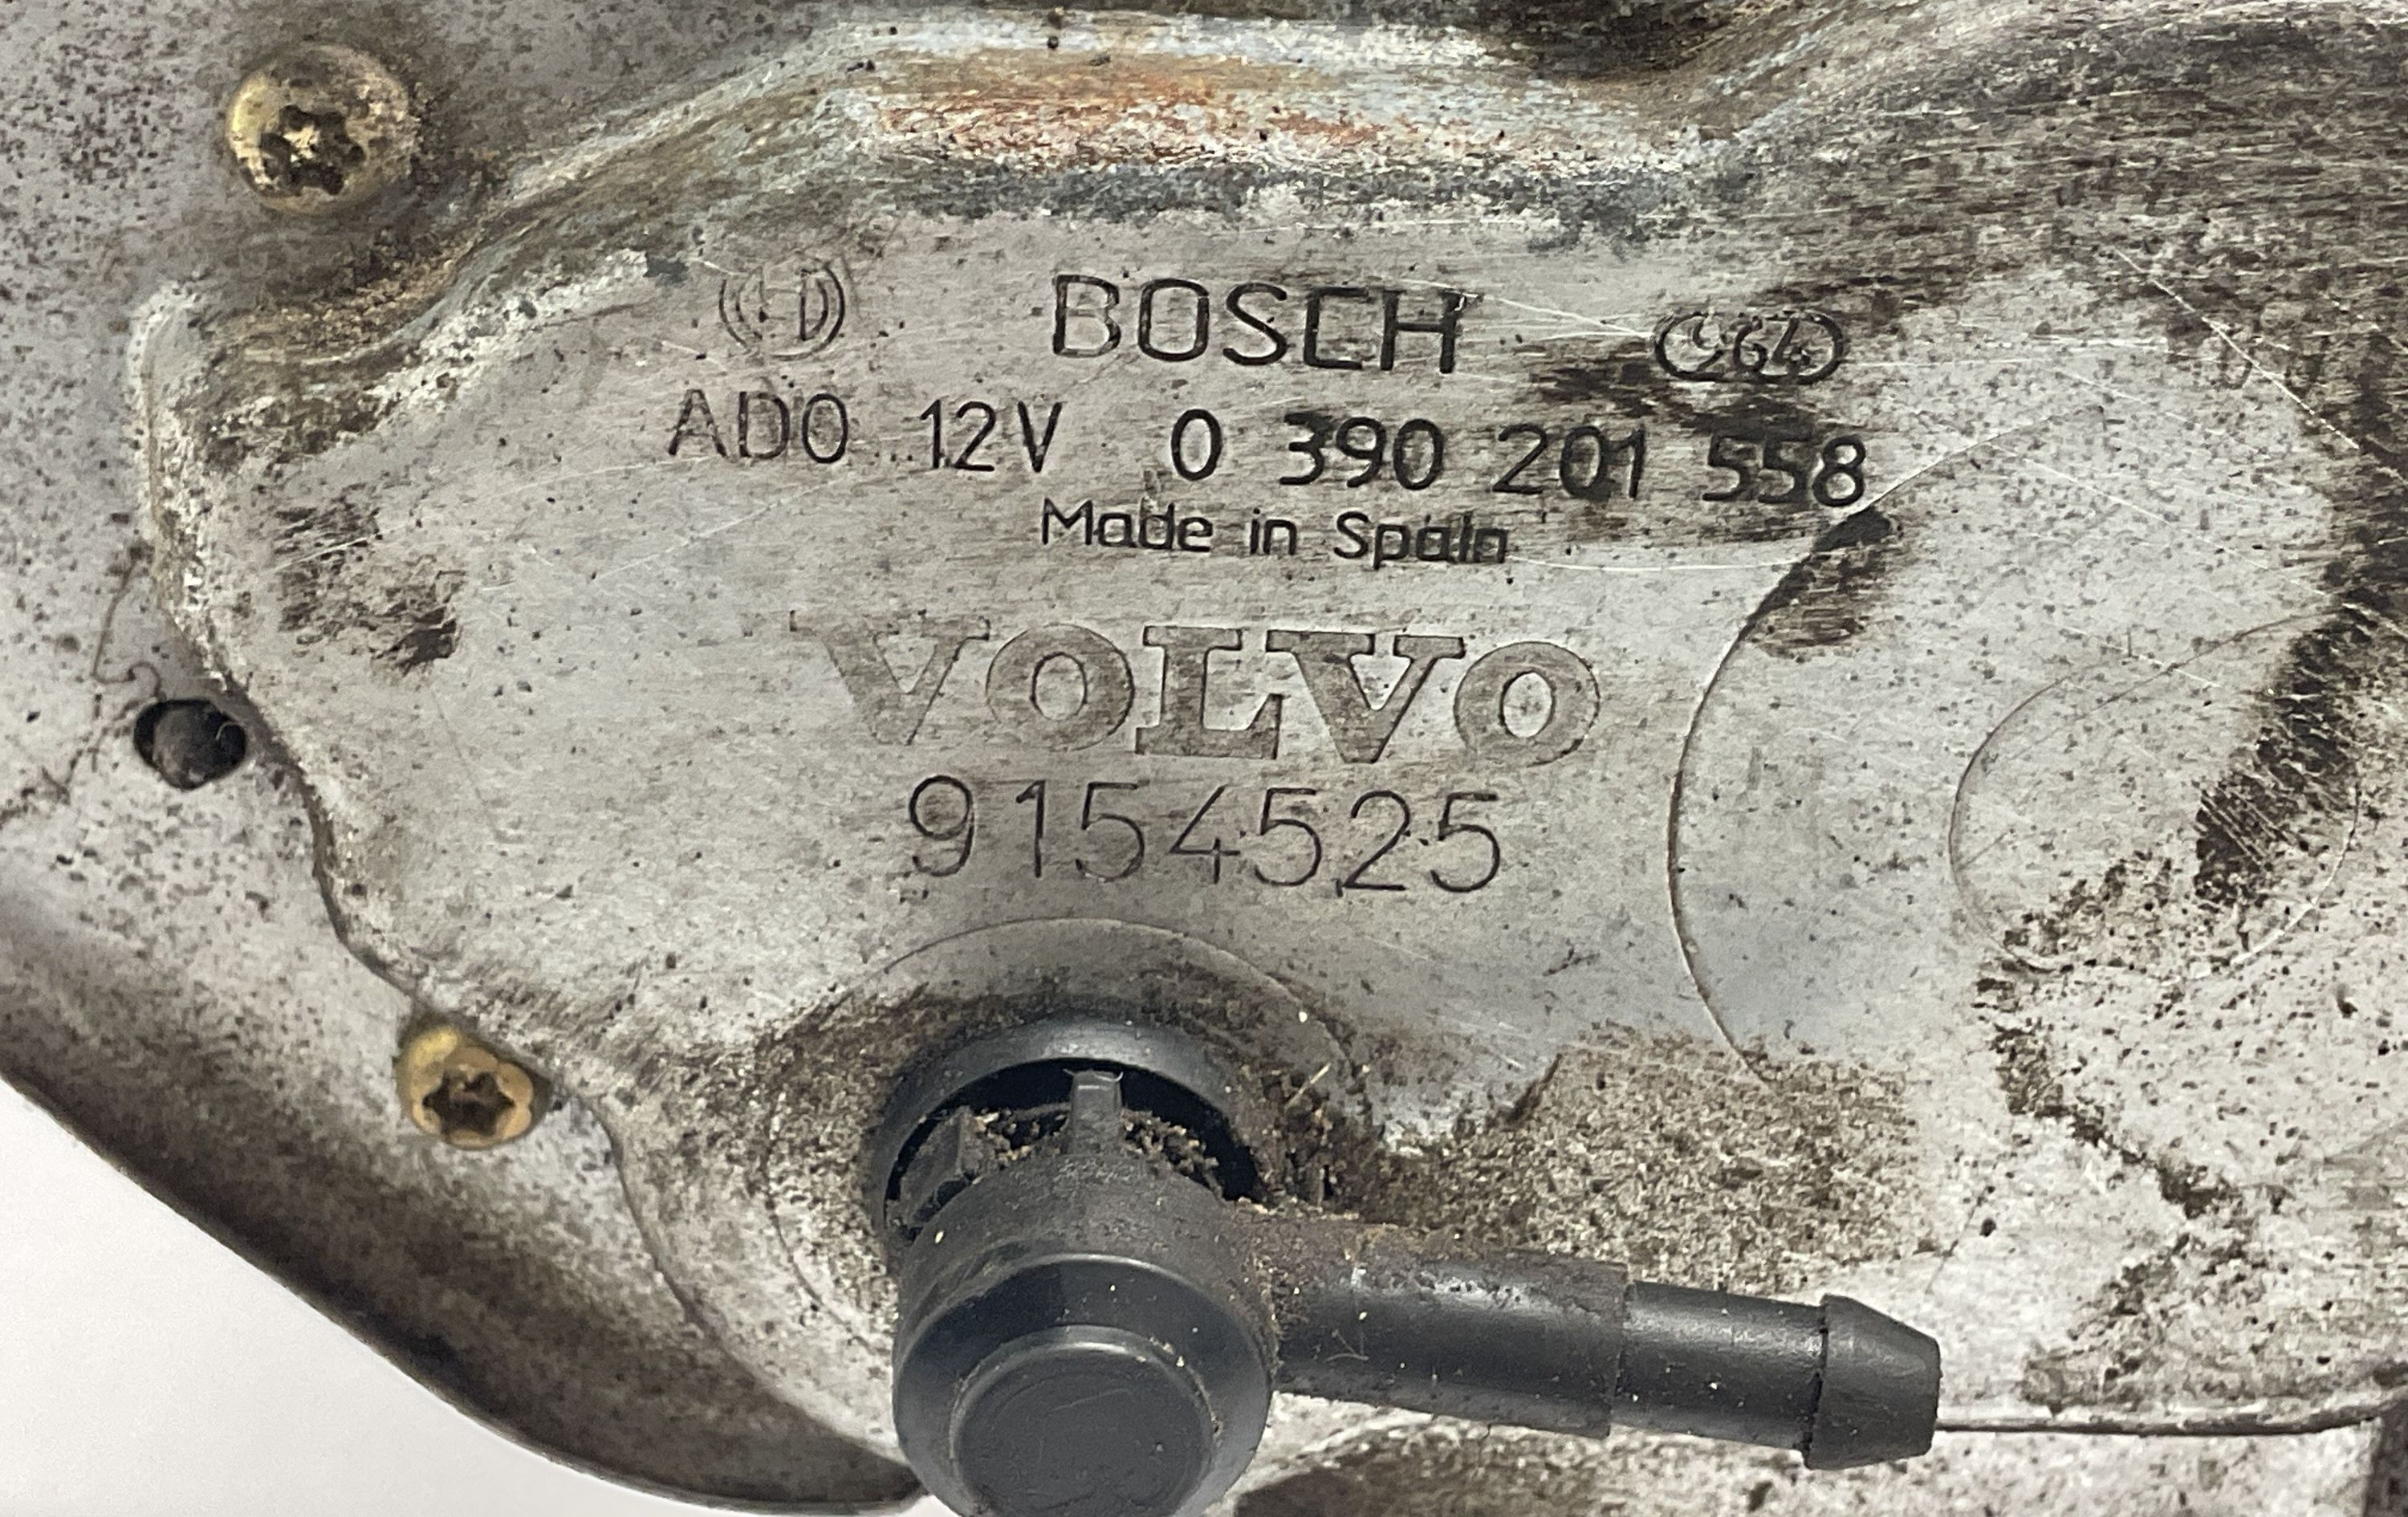 BOSCH
AD0 12V 0 390 201 558
Made in Spain
VOLVO
9154525